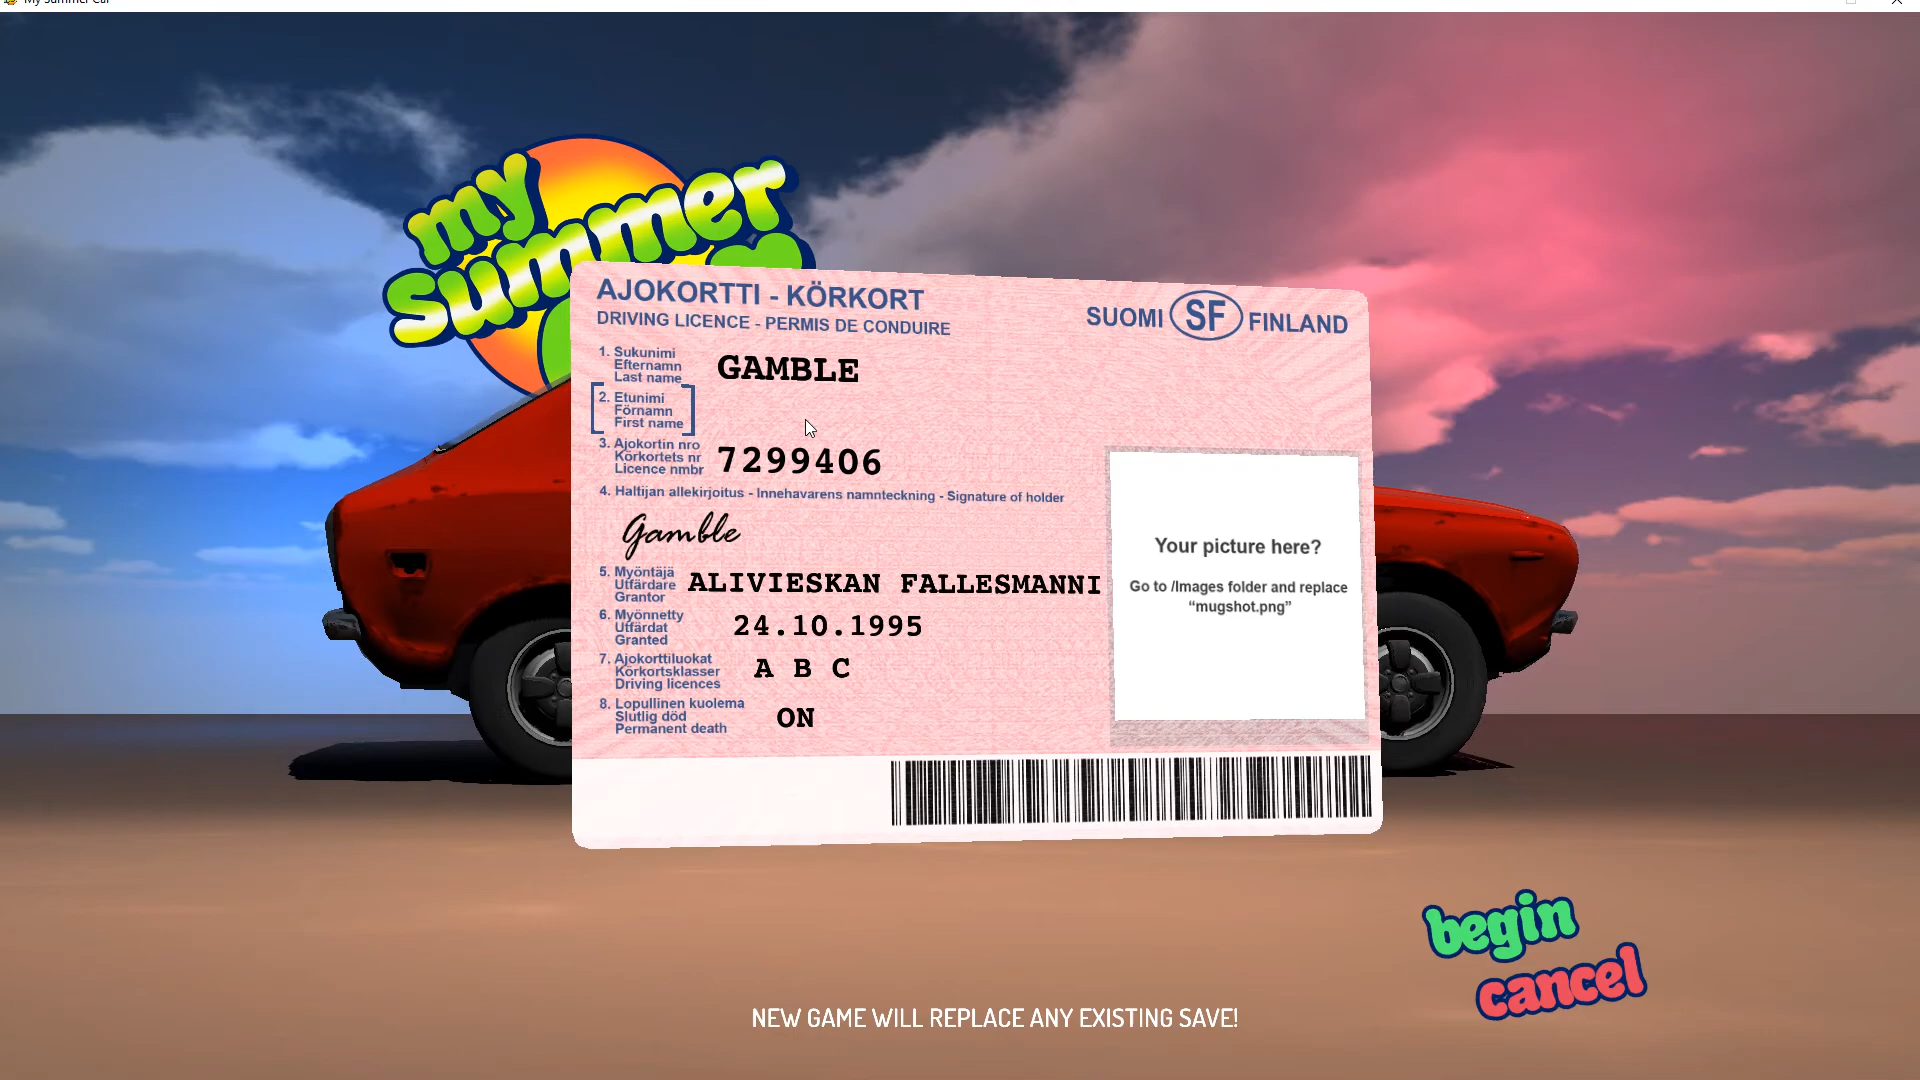 My Summer Car
my
summer
AJOKORTTI - KÖRKORT
DRIVING LICENCE - PERMIS DE CONDUIRE
SUOMI SF FINLAND
1. Sukunimi
Efternamn
Last name
GAMBLE
2. Etunimi
Förnamn
First name
3. Ajokortin nro
Körkortets nr
Licence nmbr
7299406
4. Haltijan allekirjoitus - Innehavarens namnteckning - Signature of holder
Gamble
5. Myöntäjä
Utfärdare
Grantor
ALIVIESKAN FALLESMANNI
6. Myönnetty
Utfärdat
Granted
24.10.1995
7. Ajokorttiluokat
Körkortsklasser
Driving licences
A B C
8. Lopullinen kuolema
Slutlig död
Permanent death
ON
Your picture here?
Go to /Images folder and replace
“mugshot.png”
begin
cancel
NEW GAME WILL REPLACE ANY EXISTING SAVE!